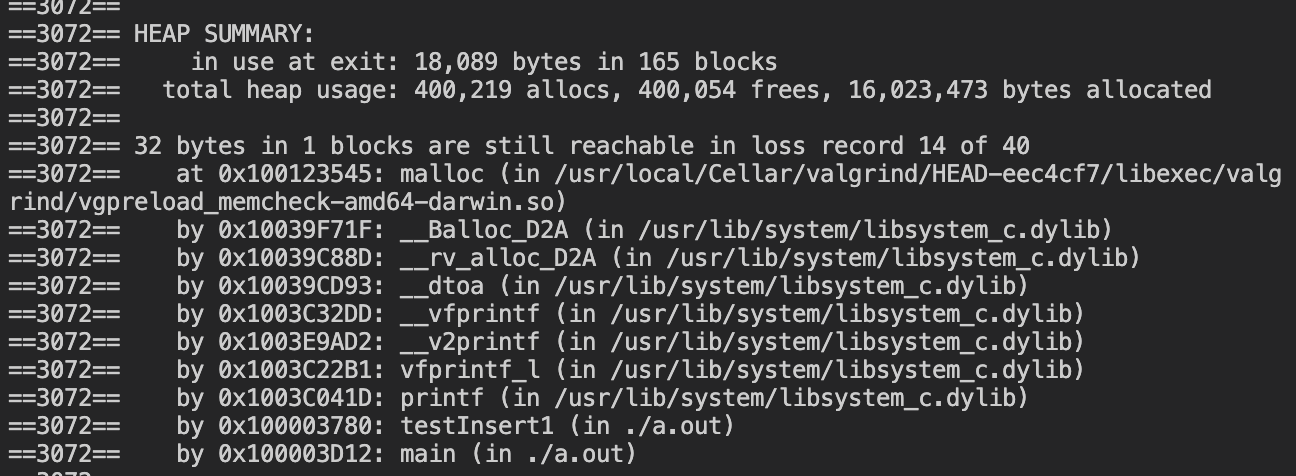 ==3072==
==3072== HEAP SUMMARY:
==3072==     in use at exit: 18,089 bytes in 165 blocks
==3072==   total heap usage: 400,219 allocs, 400,054 frees, 16,023,473 bytes allocated
==3072==
==3072== 32 bytes in 1 blocks are still reachable in loss record 14 of 40
==3072==    at 0x100123545: malloc (in /usr/local/Cellar/valgrind/HEAD-eec4cf7/libexec/valg
rind/vgpreload_memcheck-amd64-darwin.so)
==3072==    by 0x10039F71F: __Balloc_D2A (in /usr/lib/system/libsystem_c.dylib)
==3072==    by 0x10039C88D: __rv_alloc_D2A (in /usr/lib/system/libsystem_c.dylib)
==3072==    by 0x10039CD93: __dtoa (in /usr/lib/system/libsystem_c.dylib)
==3072==    by 0x1003C32DD: __vfprintf (in /usr/lib/system/libsystem_c.dylib)
==3072==    by 0x1003E9AD2: __v2printf (in /usr/lib/system/libsystem_c.dylib)
==3072==    by 0x1003C22B1: vfprintf_l (in /usr/lib/system/libsystem_c.dylib)
==3072==    by 0x1003C041D: printf (in /usr/lib/system/libsystem_c.dylib)
==3072==    by 0x100003780: testInsert1 (in ./a.out)
==3072==    by 0x100003D12: main (in ./a.out)
==3072==